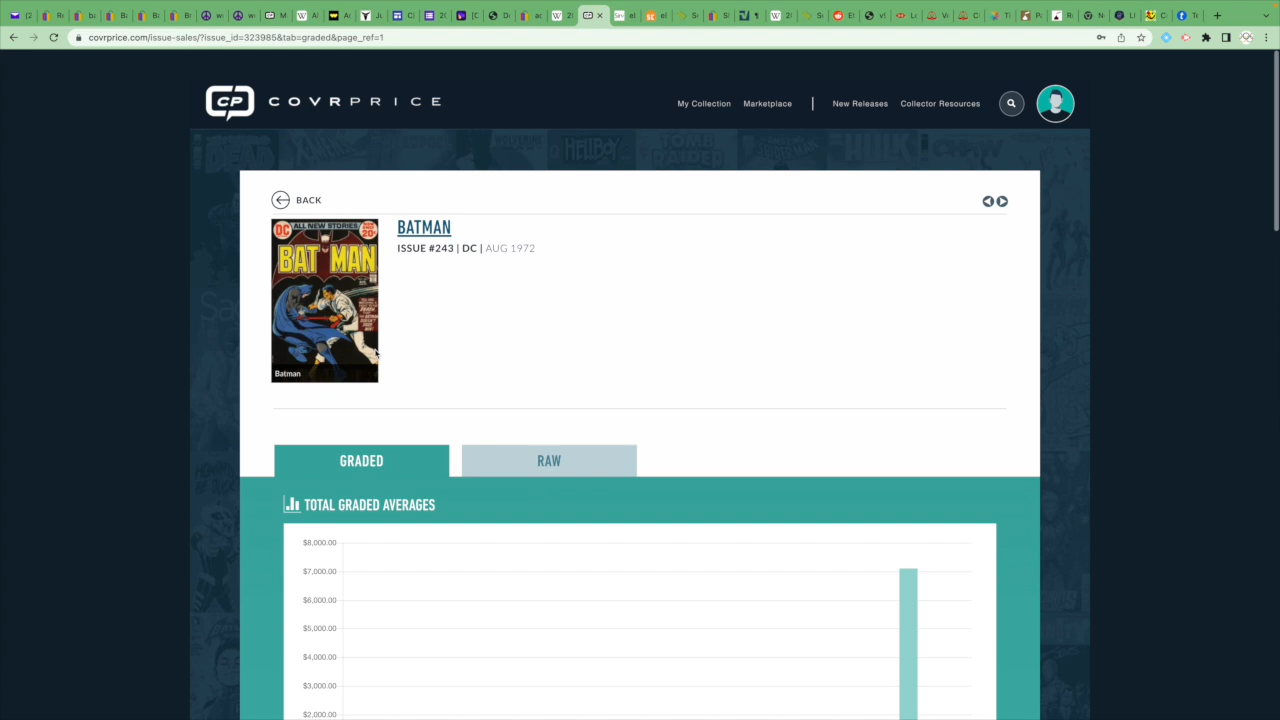 covrprice.com/issue-sales/?issue_id=323985&tab=graded&page_ref=1
CP COVRPRICE
My Collection Marketplace | New Releases Collector Resources
BACK
BATMAN
ISSUE #243 | DC | AUG 1972
DC ALL NEW STORIES 20¢
BATMAN
Batman
GRADED RAW
TOTAL GRADED AVERAGES
$8,000.00
$7,000.00
$6,000.00
$5,000.00
$4,000.00
$3,000.00
$2,000.00